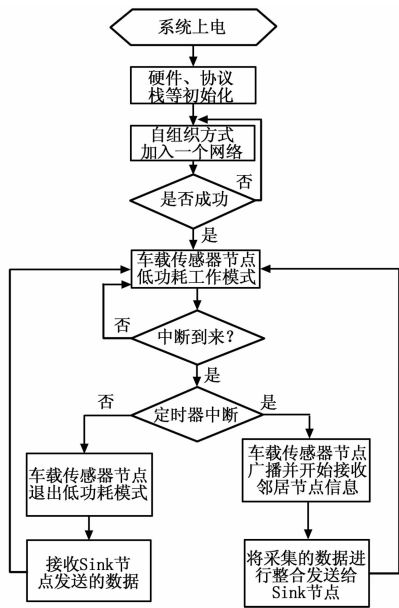 系统上电
硬件、协议
栈等初始化
自组织方式
加入一个网络
否
是否成功
是
车载传感器节点
低功耗工作模式
否
中断到来?
是
否
定时器中断
是
车载传感器节点
退出低功耗模式
车载传感器节点
广播并开始接收
邻居节点信息
接收Sink节
点发送的数据
将采集的数据进
行整合发送给
Sink节点